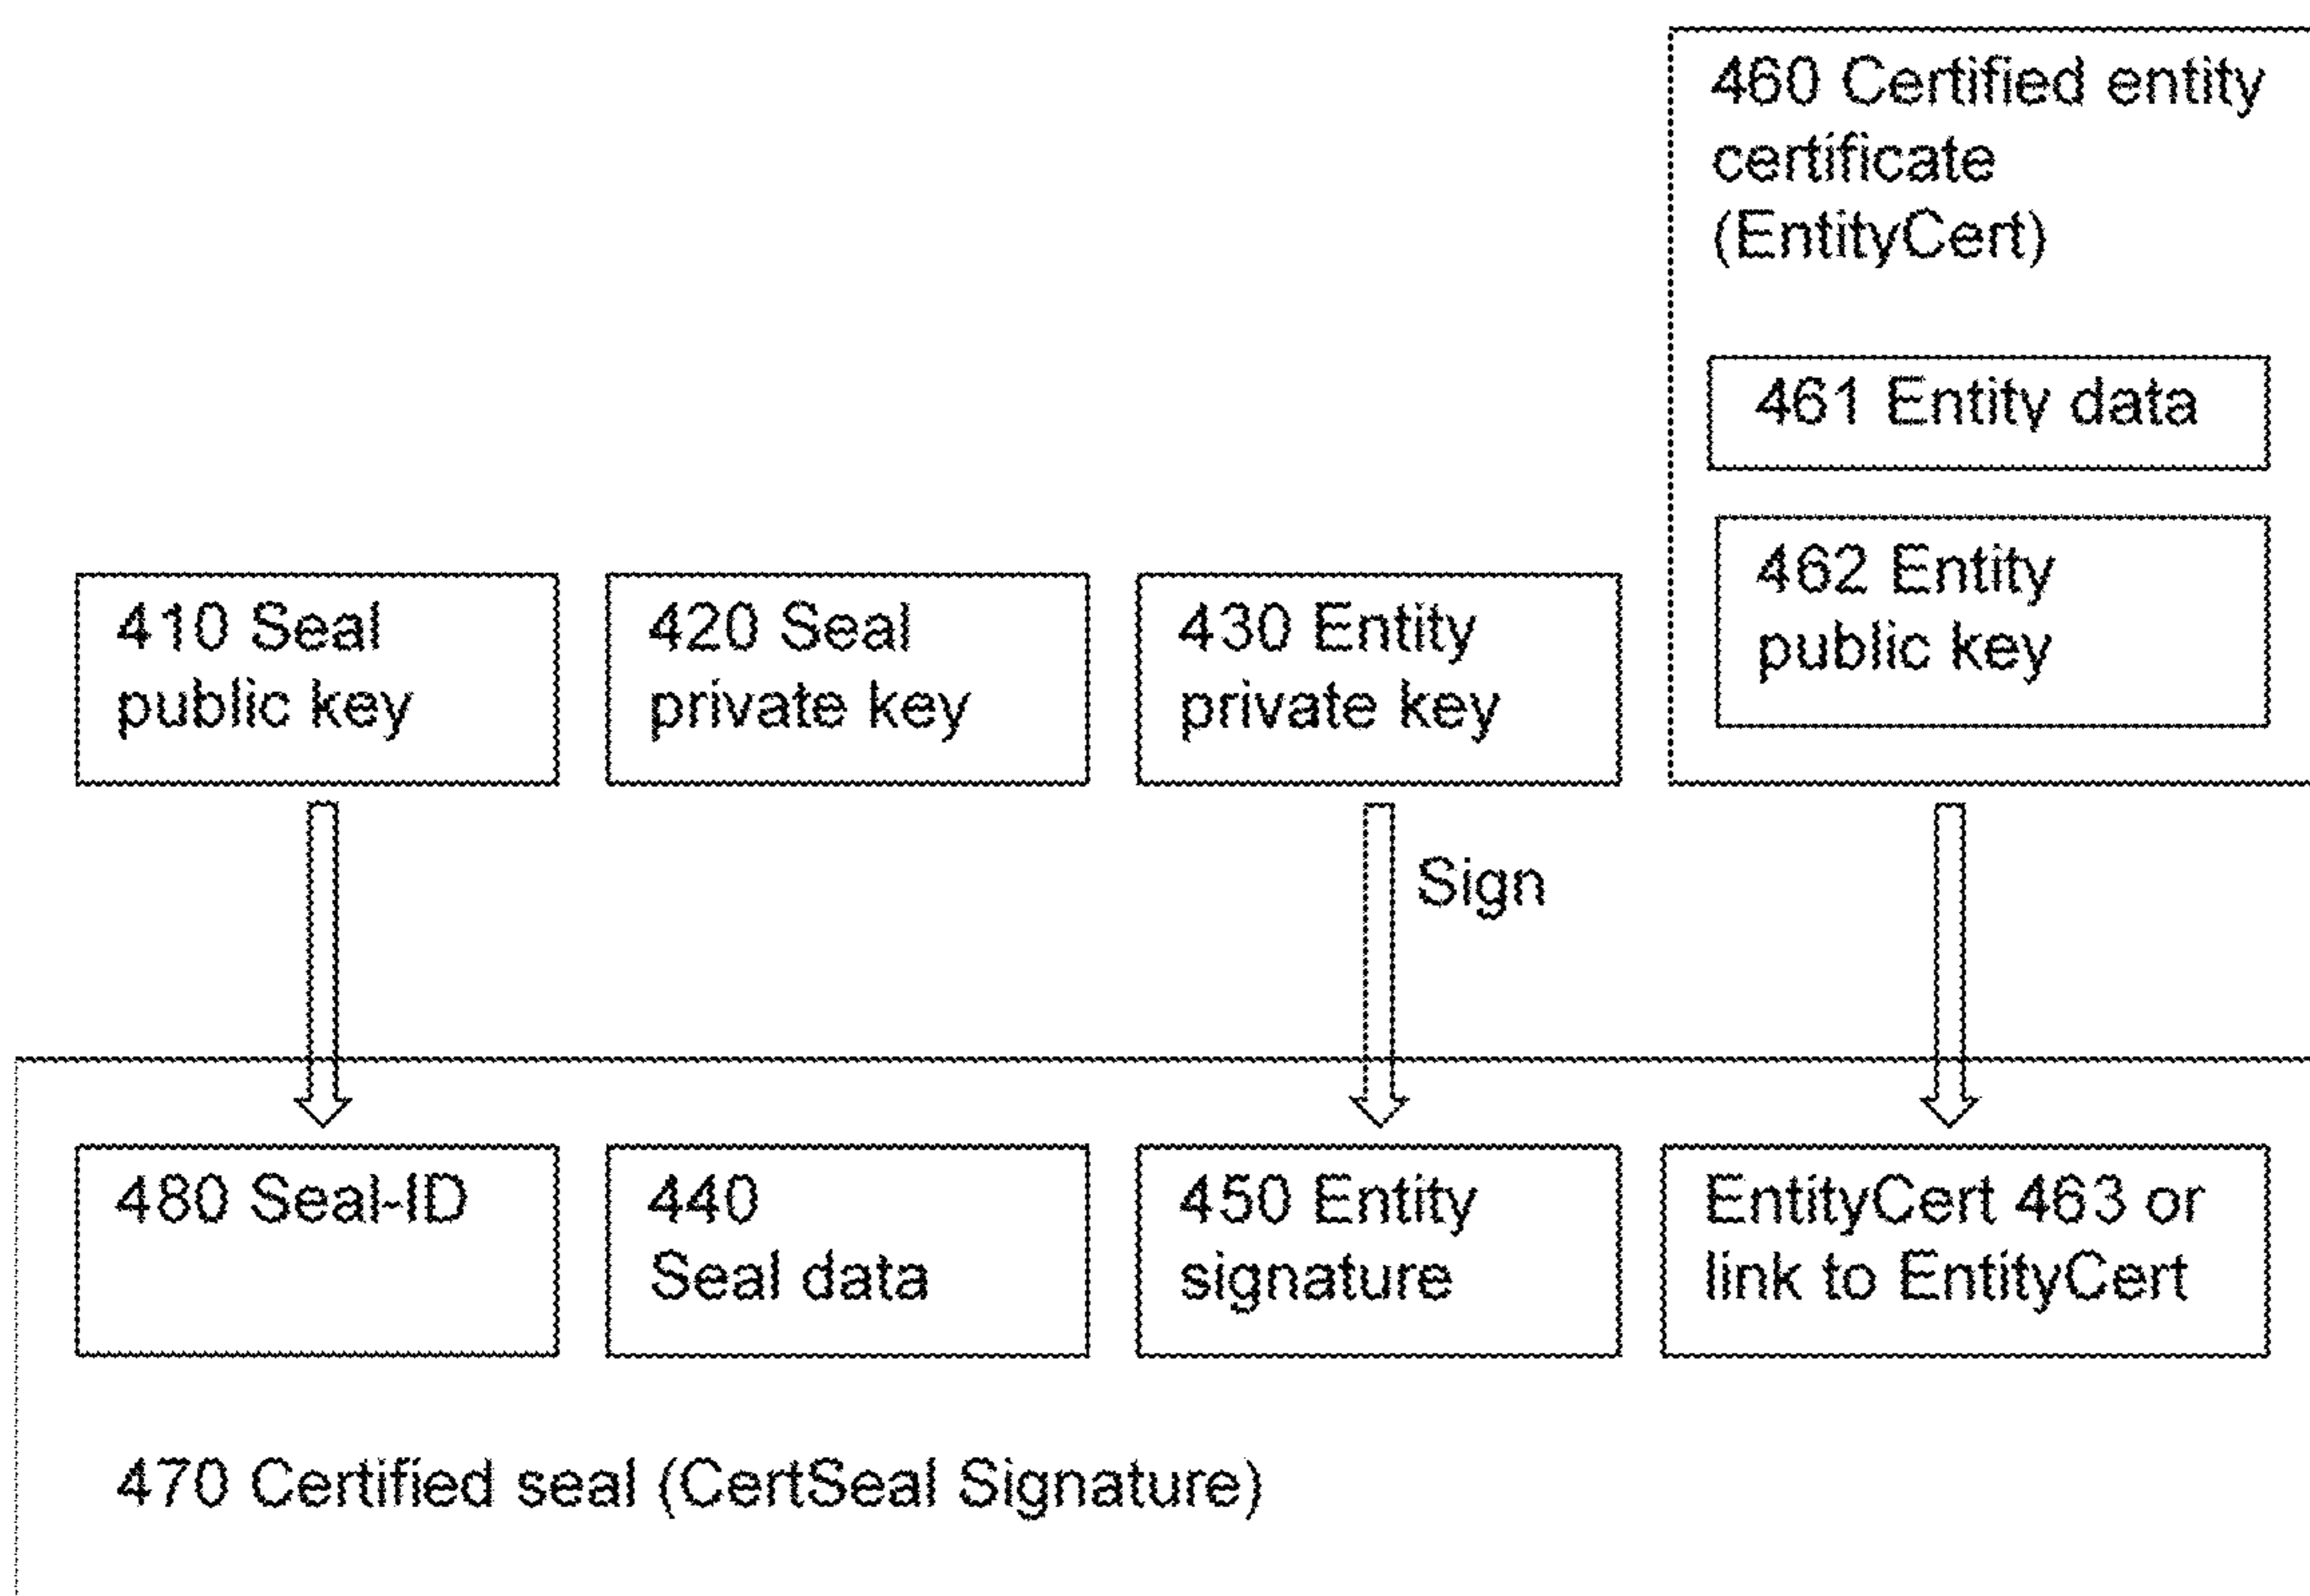 460 Certified entity
certificate
(EntityCert)
461 Entity data
462 Entity
public key
410 Seal
public key
420 Seal
private key
430 Entity
private key
Sign
480 Seal-ID
440
Seal data
450 Entity
signature
EntityCert 463 or
link to EntityCert
470 Certified seal (CertSeal Signature)